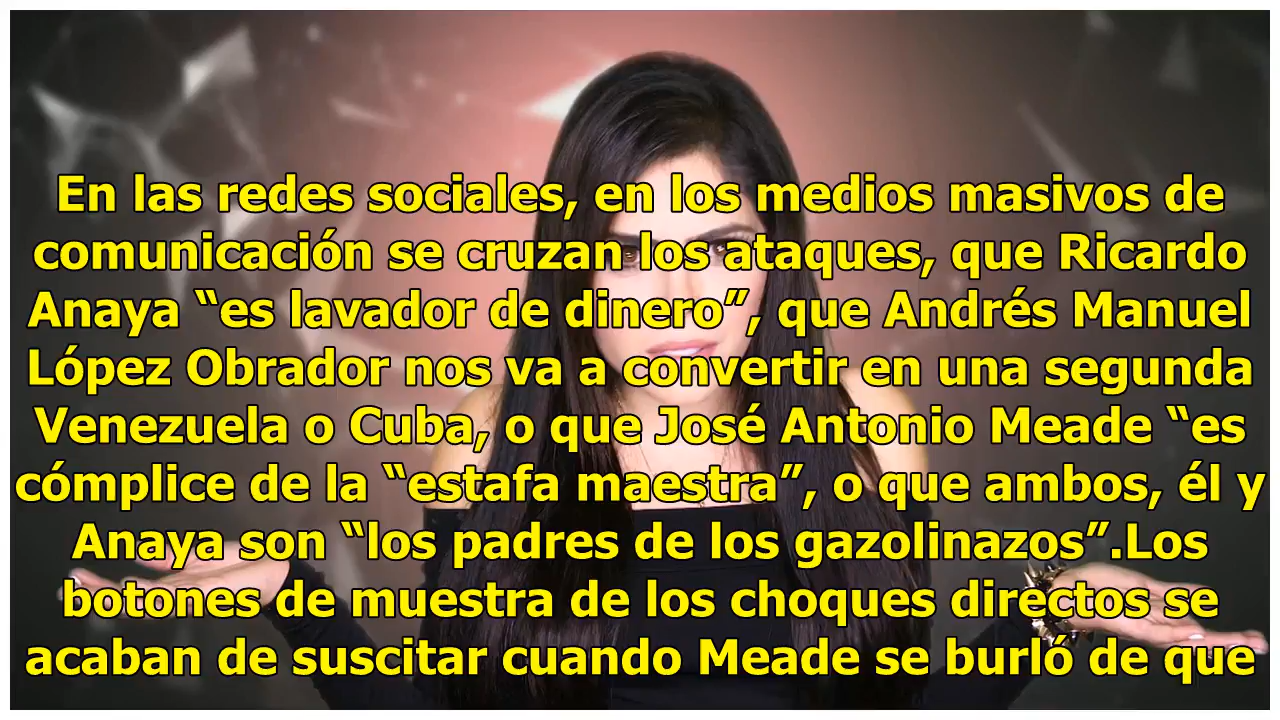 En las redes sociales, en los medios masivos de
comunicación se cruzan los ataques, que Ricardo
Anaya “es lavador de dinero”, que Andrés Manuel
López Obrador nos va a convertir en una segunda
Venezuela o Cuba, o que José Antonio Meade “es
cómplice de la “estafa maestra”, o que ambos, él y
Anaya son “los padres de los gazolinazos”.Los
botones de muestra de los choques directos se
acaban de suscitar cuando Meade se burló de que